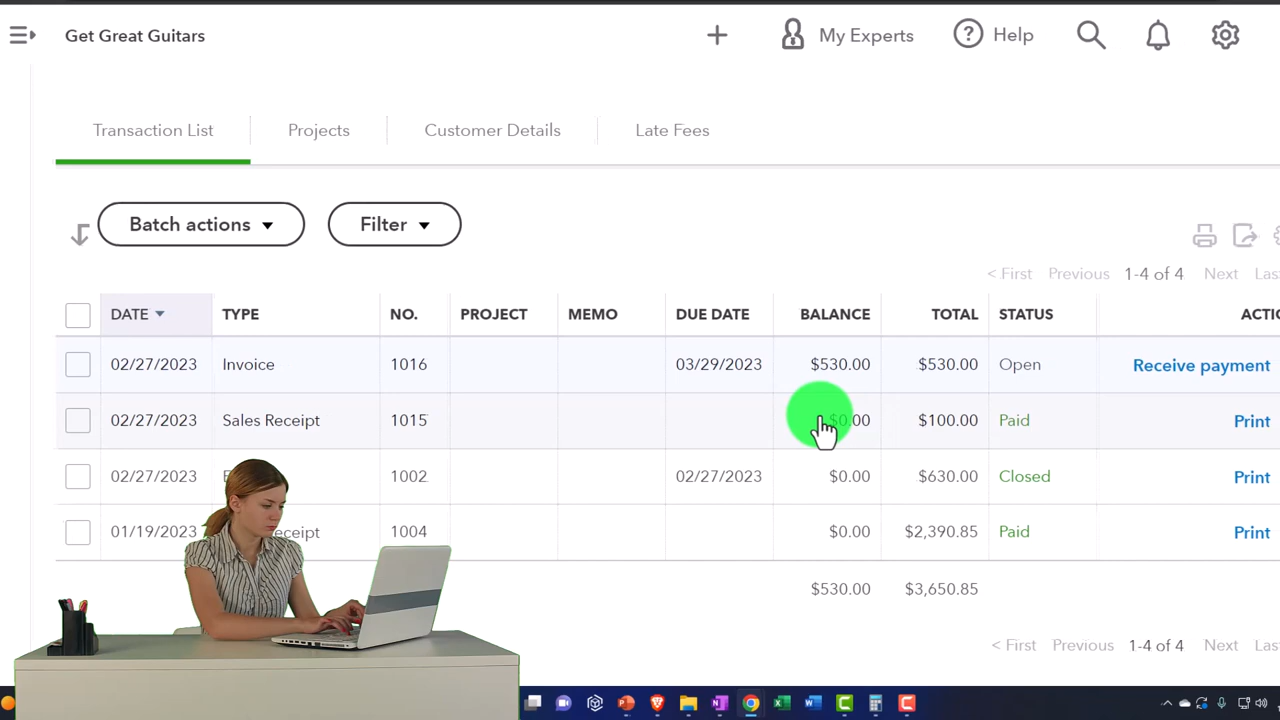 Get Great Guitars
My Experts
Help
Transaction List Projects Customer Details Late Fees
Batch actions Filter
< First Previous 1-4 of 4 Next
DATE TYPE NO. PROJECT MEMO DUE DATE BALANCE TOTAL STATUS
02/27/2023 Invoice 1016 03/29/2023 $530.00 $530.00 Open Receive payment
02/27/2023 Sales Receipt 1015 $0.00 $100.00 Paid Print
02/27/2023 1002 02/27/2023 $0.00 $630.00 Closed Print
01/19/2023 1004 $0.00 $2,390.85 Paid Print
$530.00 $3,650.85
< First Previous 1-4 of 4 Next